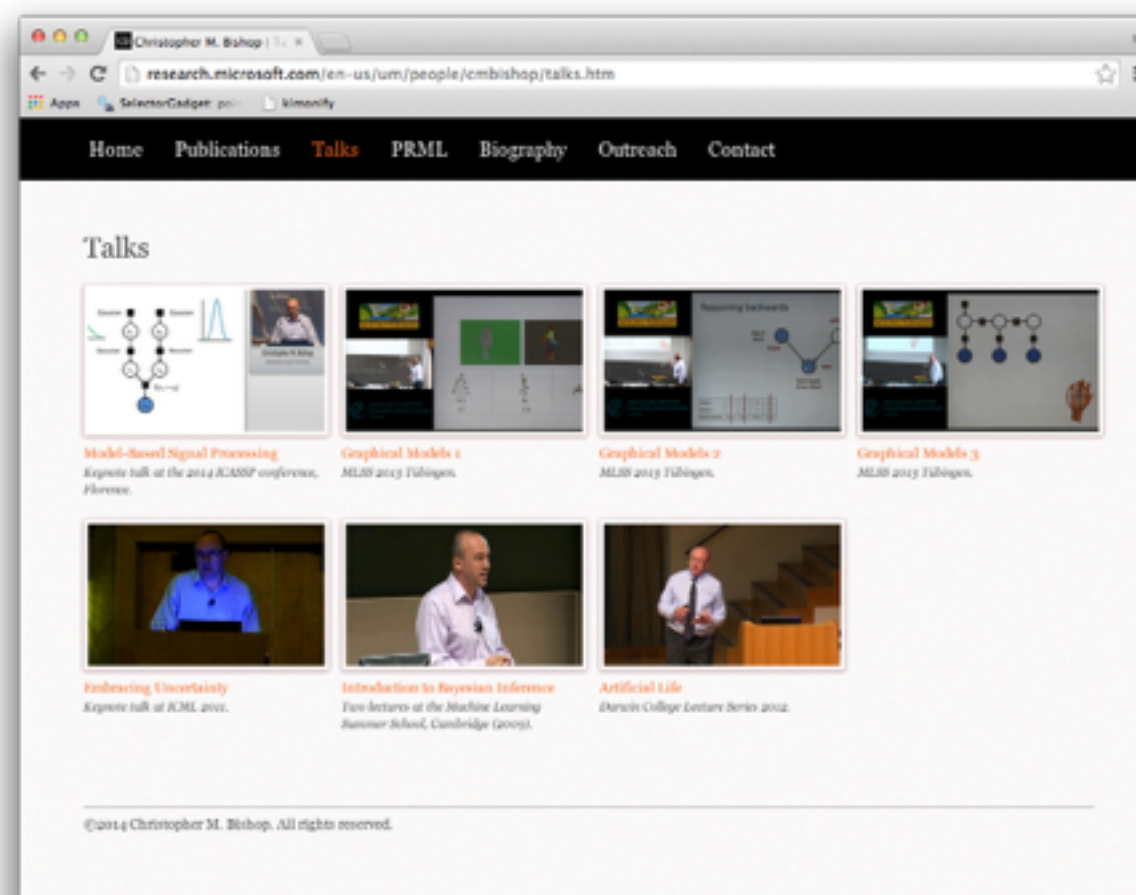 Christopher M. Bishop | Ta
research.microsoft.com/en-us/um/people/cmbishop/talks.htm
Apps SelectorGadget: poi kimonify
Home Publications Talks PRML Biography Outreach Contact
Talks
Reasoning backwards
Model-Based Signal Processing
Keynote talk at the 2014 ICASSP conference,
Florence.
Graphical Models 1
MLSS 2013 Tübingen.
Graphical Models 2
MLSS 2013 Tübingen.
Graphical Models 3
MLSS 2013 Tübingen.
Embracing Uncertainty
Keynote talk at ICML 2011.
Introduction to Bayesian Inference
Two lectures at the Machine Learning
Summer School, Cambridge (2009).
Artificial Life
Darwin College Lecture Series 2012.
©2014 Christopher M. Bishop. All rights reserved.